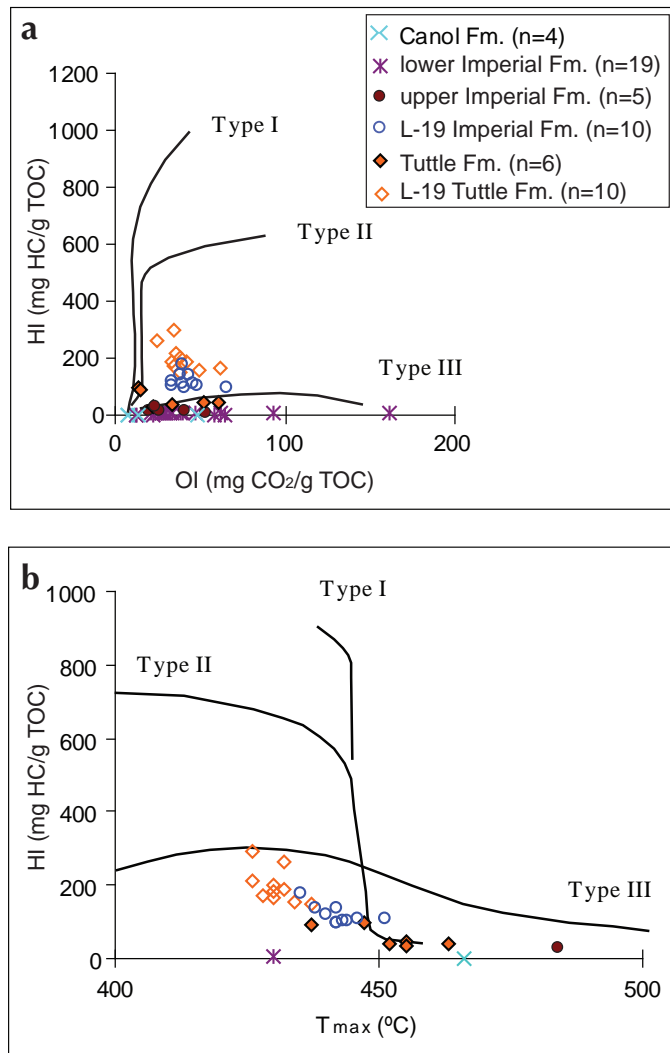 a
Canol Fm. (n=4)
lower Imperial Fm. (n=19)
upper Imperial Fm. (n=5)
L-19 Imperial Fm. (n=10)
Tuttle Fm. (n=6)
L-19 Tuttle Fm. (n=10)
1200
1000
800
600
400
200
0
HI (mg HC/g TOC)
Type I
Type II
Type III
0 100 200
OI (mg CO₂/g TOC)
b
1000
800
600
400
200
0
HI (mg HC/g TOC)
Type I
Type II
Type III
400 450 500
Tmax (ºC)